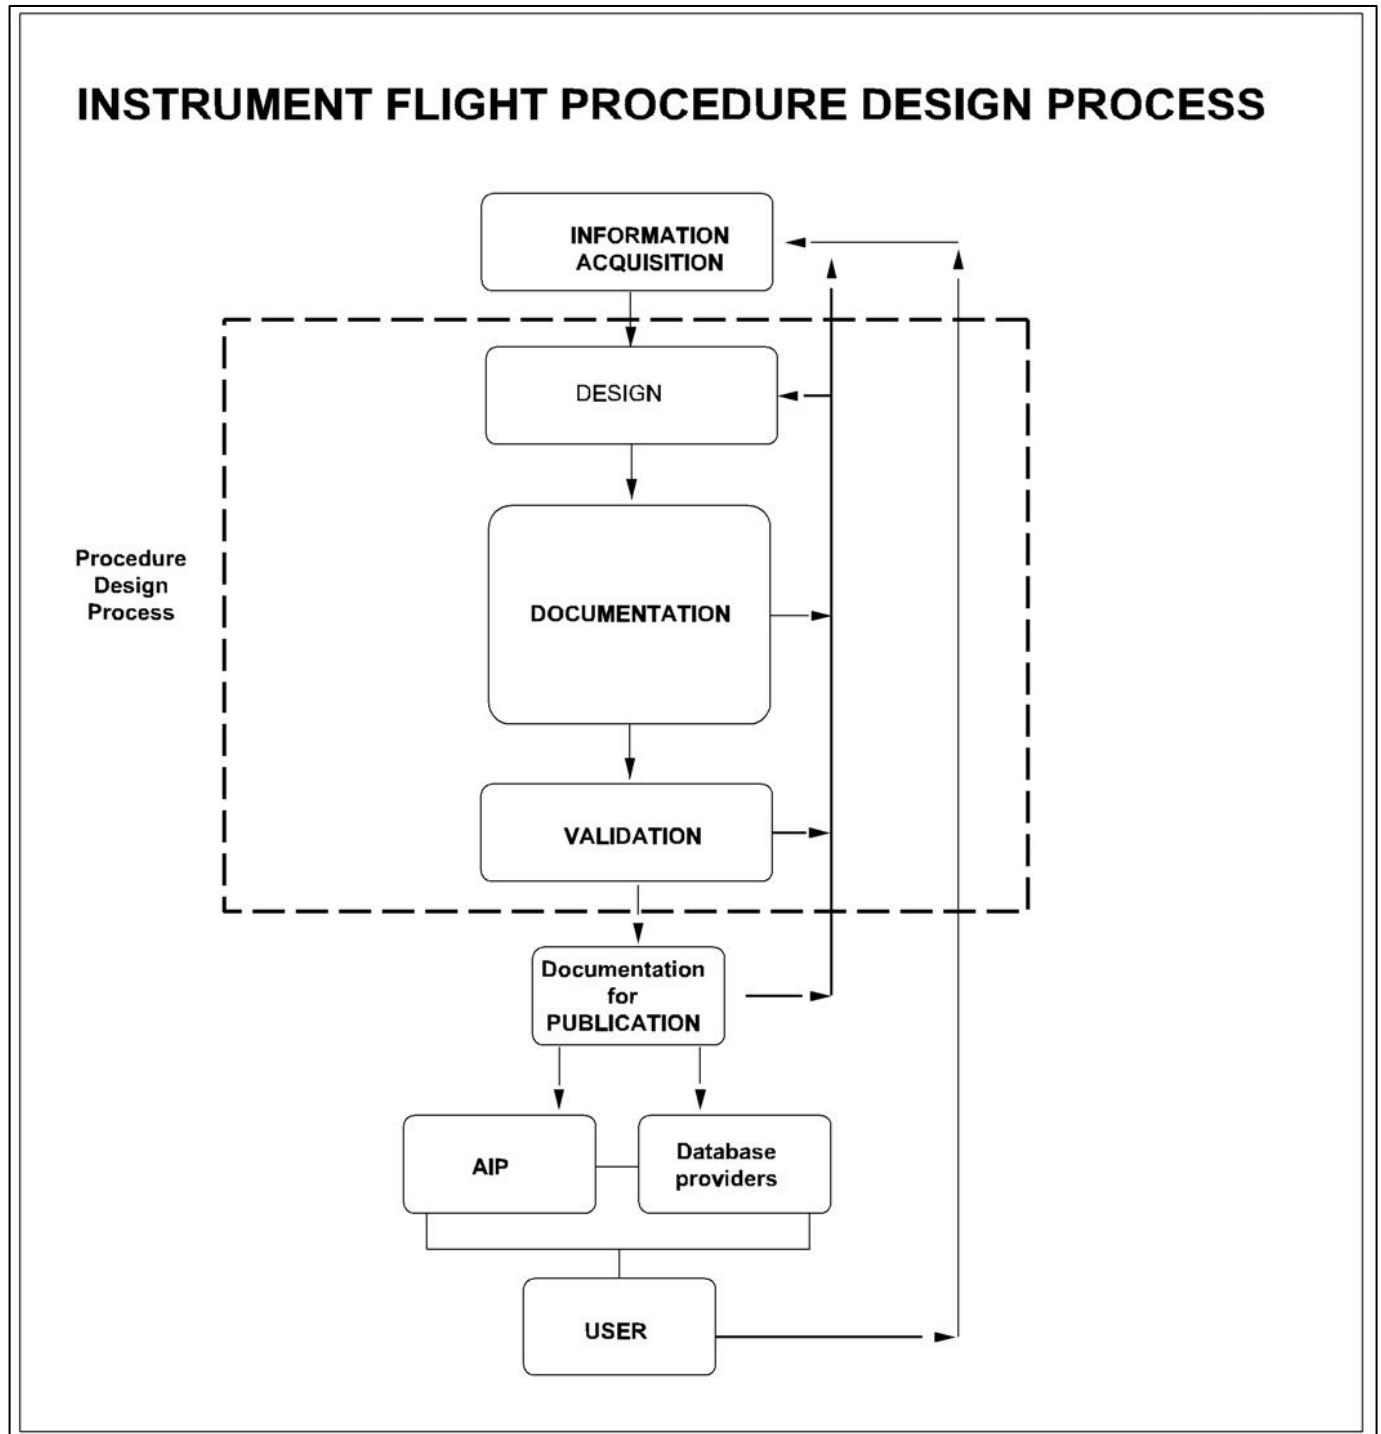 INSTRUMENT FLIGHT PROCEDURE DESIGN PROCESS
INFORMATION
ACQUISITION
DESIGN
Procedure
Design
Process
DOCUMENTATION
VALIDATION
Documentation
for
PUBLICATION
AIP
Database
providers
USER